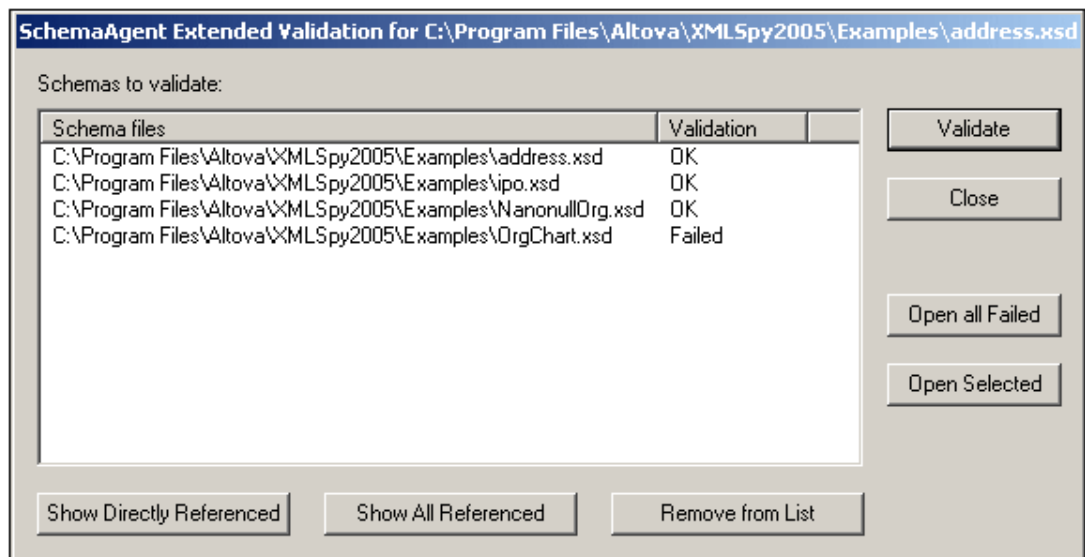 SchemaAgent Extended Validation for C:\Program Files\Altova\XMLSpy2005\Examples\address.xsd
Schemas to validate:
Schema files Validation
C:\Program Files\Altova\XMLSpy2005\Examples\address.xsd OK
C:\Program Files\Altova\XMLSpy2005\Examples\ipo.xsd OK
C:\Program Files\Altova\XMLSpy2005\Examples\NanonullOrg.xsd OK
C:\Program Files\Altova\XMLSpy2005\Examples\OrgChart.xsd Failed
Validate
Close
Open all Failed
Open Selected
Show Directly Referenced
Show All Referenced
Remove from List